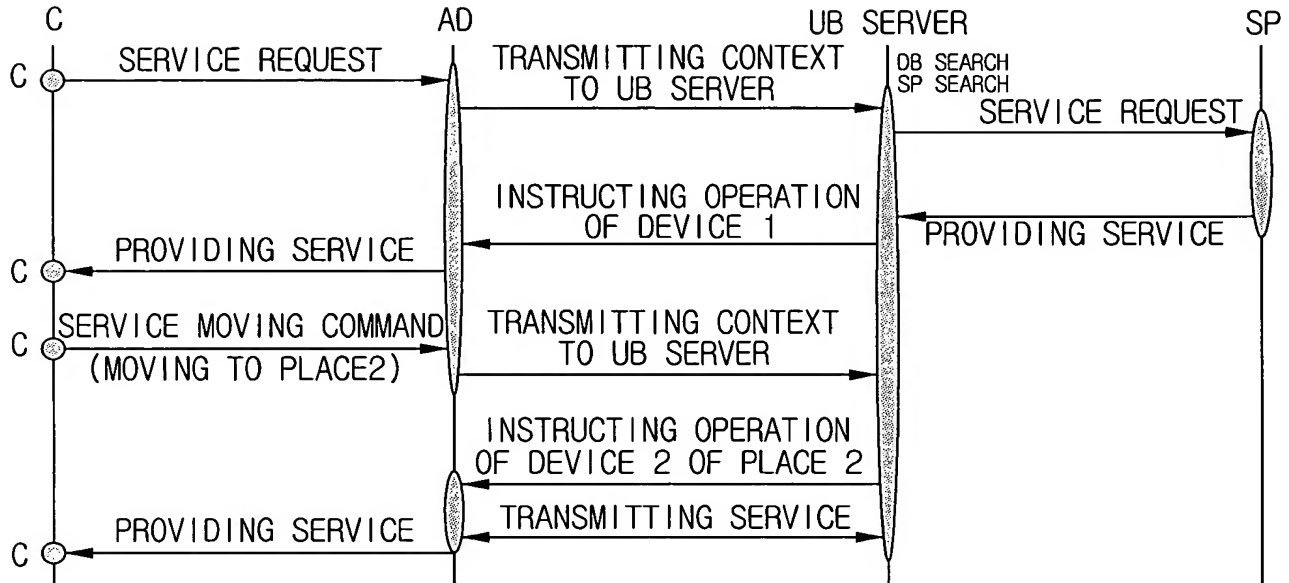 C
AD
UB SERVER
SP
C
SERVICE REQUEST
TRANSMITTING CONTEXT
TO UB SERVER
DB SEARCH
SP SEARCH
SERVICE REQUEST
INSTRUCTING OPERATION
OF DEVICE 1
PROVIDING SERVICE
C
PROVIDING SERVICE
C
SERVICE MOVING COMMAND
(MOVING TO PLACE2)
TRANSMITTING CONTEXT
TO UB SERVER
INSTRUCTING OPERATION
OF DEVICE 2 OF PLACE 2
TRANSMITTING SERVICE
C
PROVIDING SERVICE